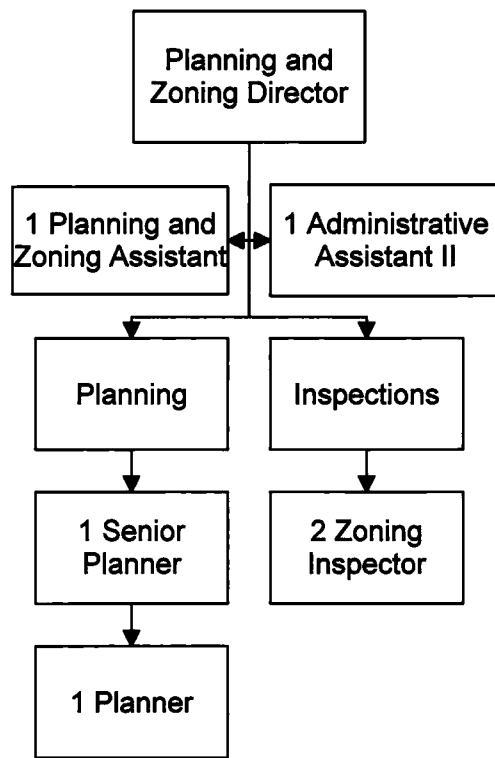 Planning and
Zoning Director
1 Planning and
Zoning Assistant
1 Administrative
Assistant II
Planning
Inspections
1 Senior
Planner
2 Zoning
Inspector
1 Planner